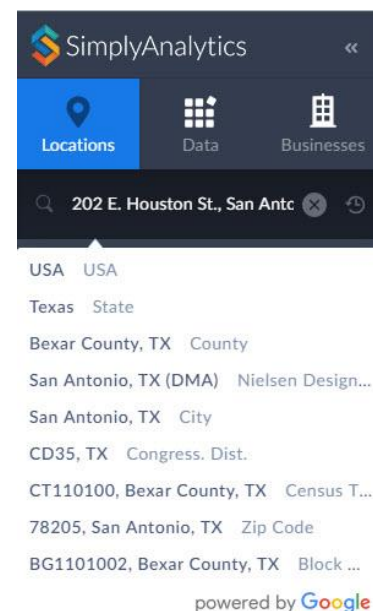 SimplyAnalytics «
Locations Data Businesses
202 E. Houston St., San Antc
USA USA
Texas State
Bexar County, TX County
San Antonio, TX (DMA) Nielsen Design...
San Antonio, TX City
CD35, TX Congress. Dist.
CT110100, Bexar County, TX Census T...
78205, San Antonio, TX Zip Code
BG1101002, Bexar County, TX Block ...
powered by Google